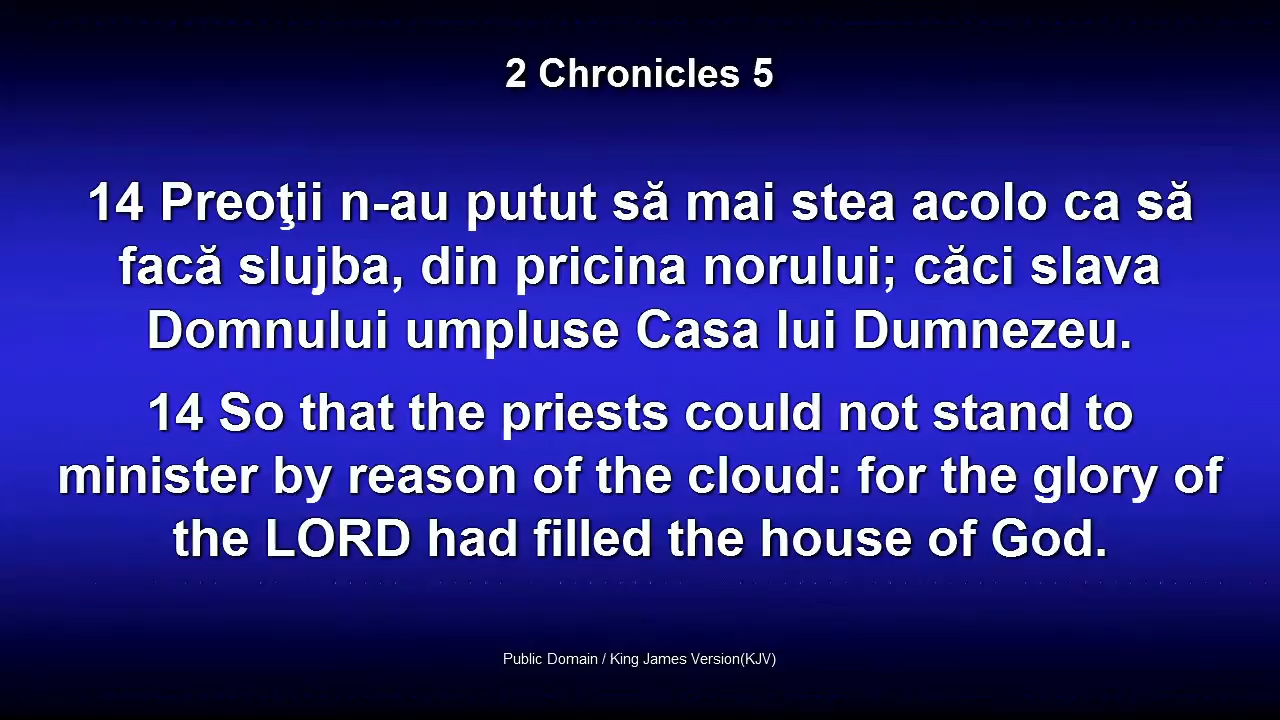 2 Chronicles 5
14 Preoţii n-au putut să mai stea acolo ca să
facă slujba, din pricina norului; căci slava
Domnului umpluse Casa lui Dumnezeu.
14 So that the priests could not stand to
minister by reason of the cloud: for the glory of
the LORD had filled the house of God.
Public Domain / King James Version(KJV)